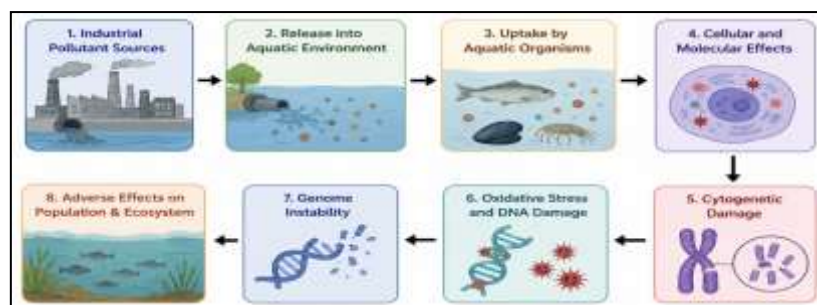 1. Industrial
Pollutant Sources
2. Release into
Aquatic Environment
3. Uptake by
Aquatic Organisms
4. Cellular and
Molecular Effects
5. Cytogenetic
Damage
6. Oxidative Stress
and DNA Damage
7. Genome
Instability
8. Adverse Effects on
Population & Ecosystem